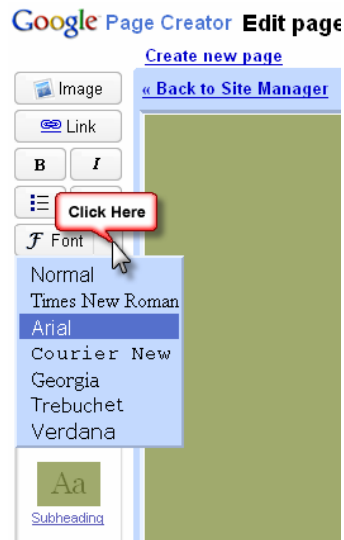 Google Page Creator Edit page
Create new page
Image
« Back to Site Manager
Link
B I
Click Here
F Font
Normal
Times New Roman
Arial
Courier New
Georgia
Trebuchet
Verdana
Aa
Subheading